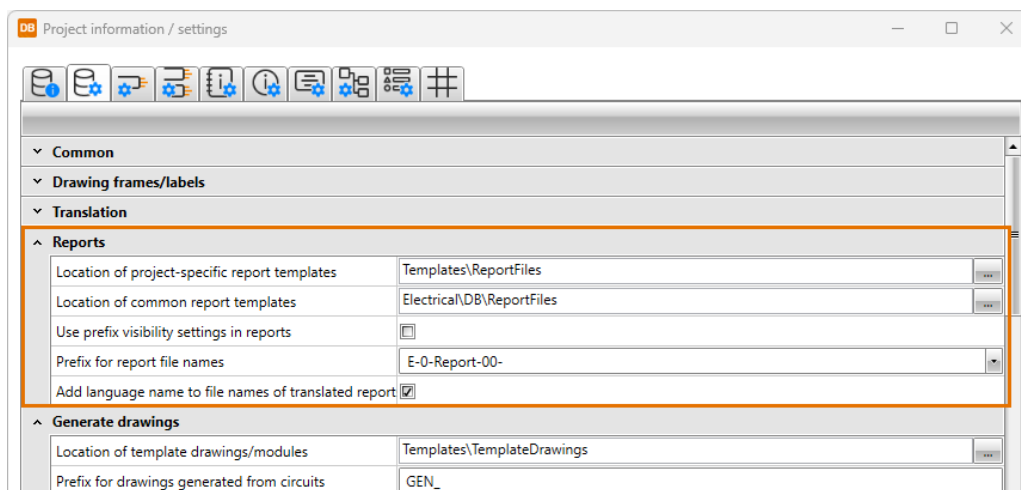 DB Project information / settings
Common
Drawing frames/labels
Translation
Reports
Location of project-specific report templates Templates\ReportFiles ...
Location of common report templates Electrical\DB\ReportFiles ...
Use prefix visibility settings in reports
Prefix for report file names E-0-Report-00-
Add language name to file names of translated report
Generate drawings
Location of template drawings/modules Templates\TemplateDrawings ...
Prefix for drawings generated from circuits GEN_